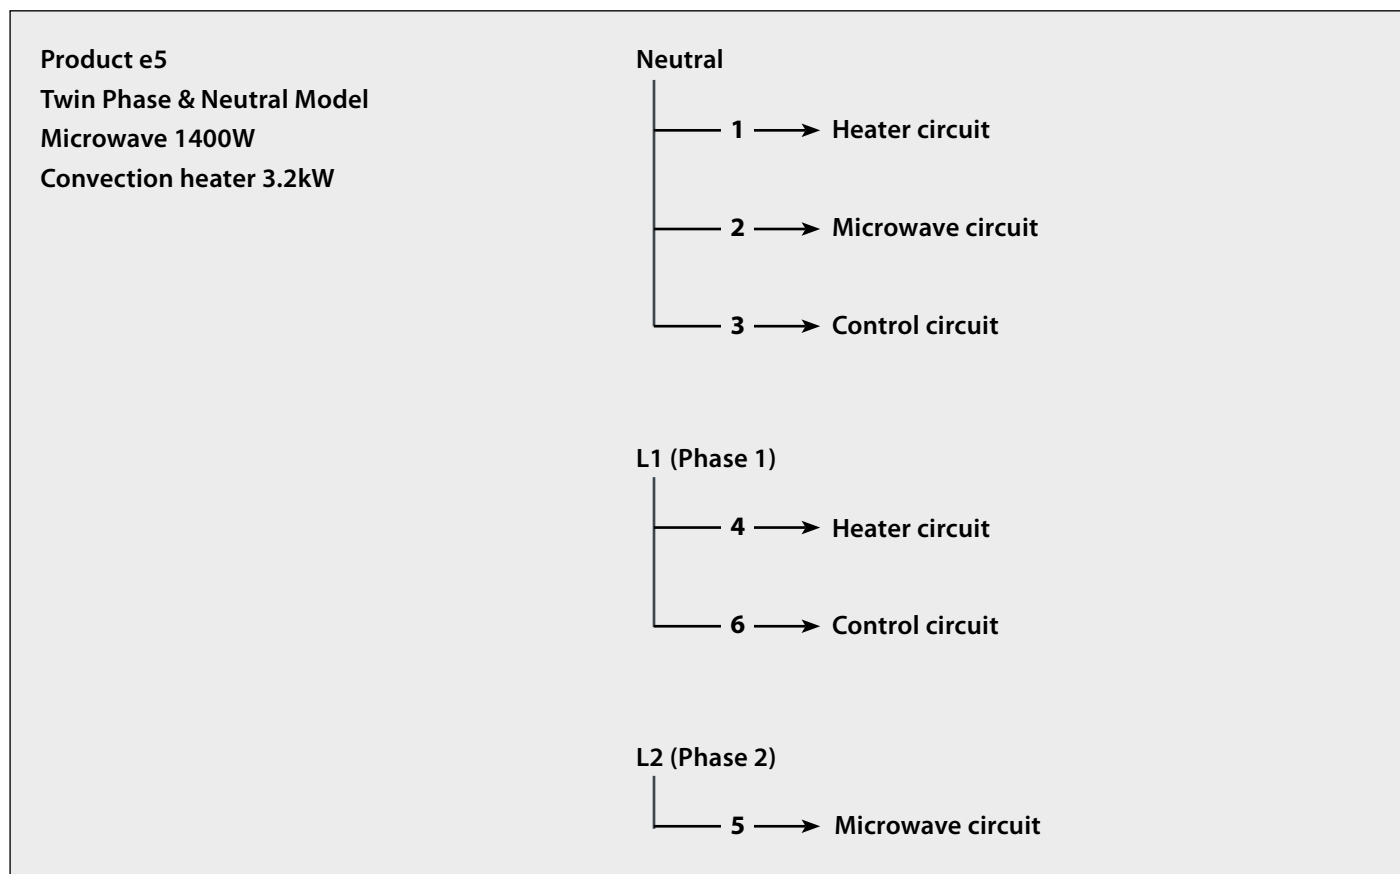 Product e5
Twin Phase & Neutral Model
Microwave 1400W
Convection heater 3.2kW
Neutral
1 Heater circuit
2 Microwave circuit
3 Control circuit
L1 (Phase 1)
4 Heater circuit
6 Control circuit
L2 (Phase 2)
5 Microwave circuit